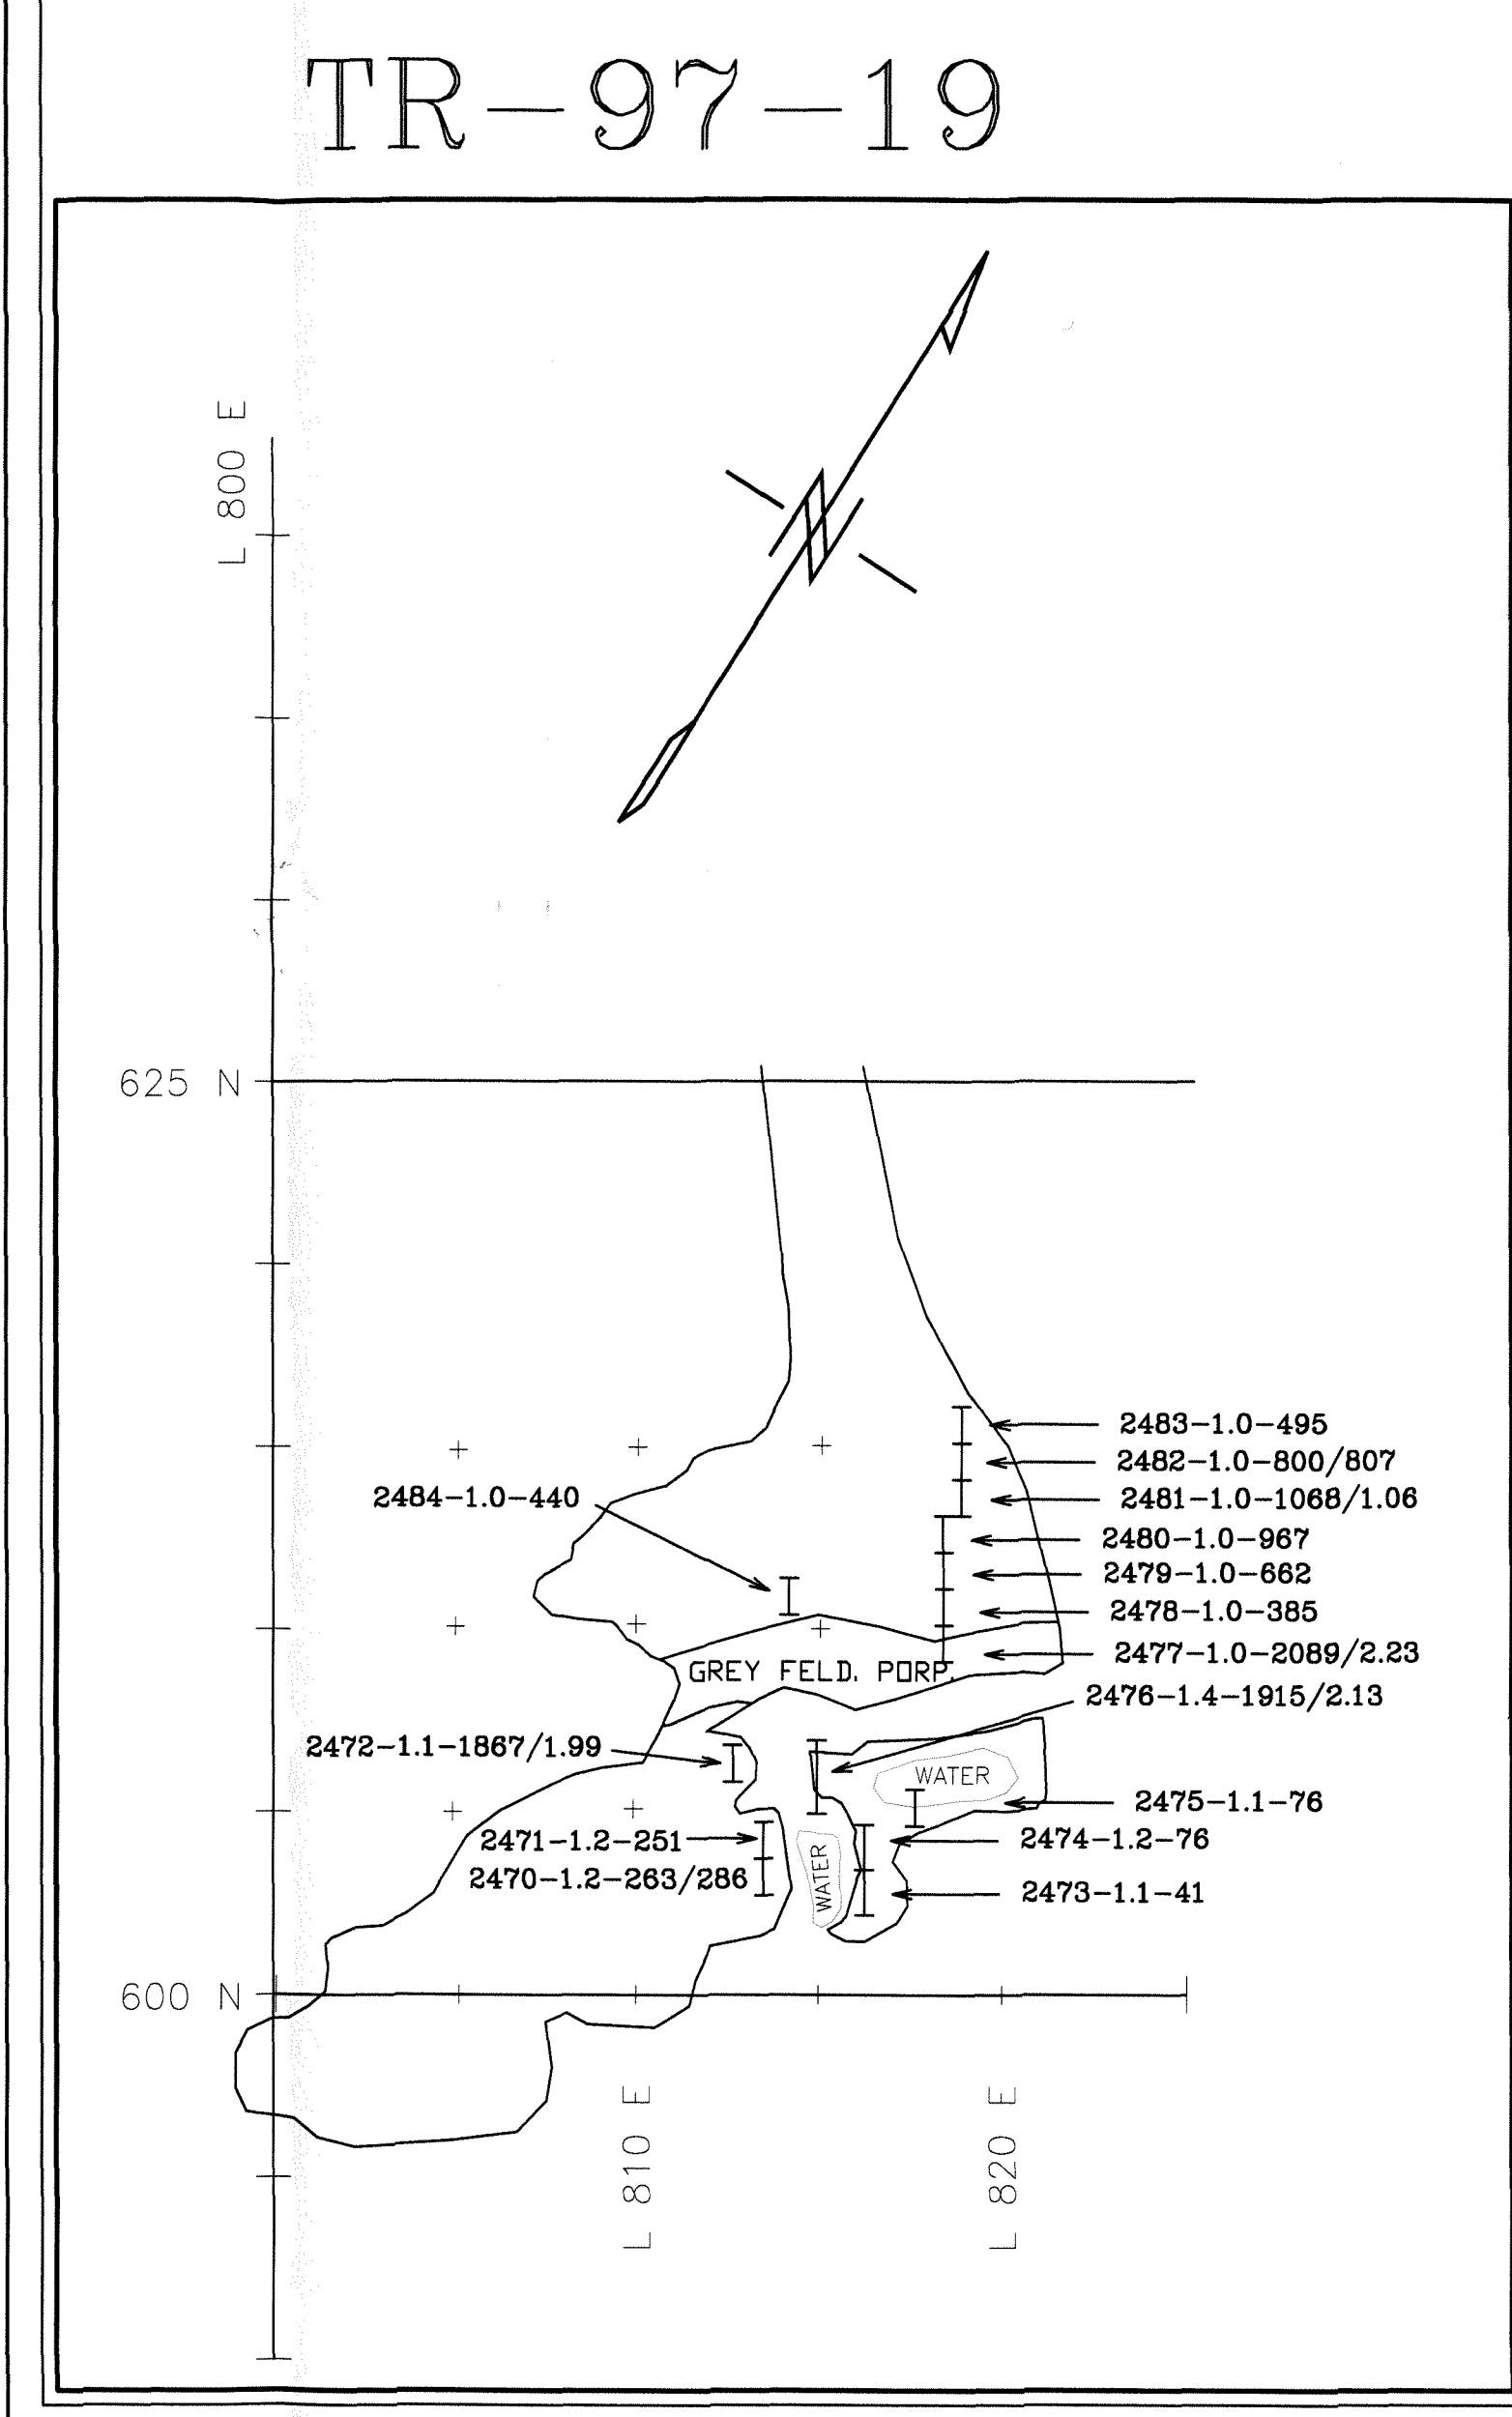 TR-97-19
L 800 E
625 N
2483-1.0-495
2482-1.0-800/807
2484-1.0-440
2481-1.0-1068/1.06
2480-1.0-967
2479-1.0-662
2478-1.0-385
2477-1.0-2089/2.23
GREY FELD. PORP.
2476-1.4-1915/2.13
2472-1.1-1867/1.99
WATER
2475-1.1-76
2471-1.2-251
2474-1.2-76
2470-1.2-263/286
WATER
2473-1.1-41
600 N
L 810 E
L 820 E
N